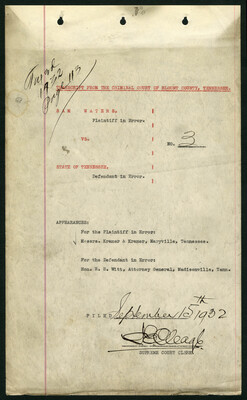 TRANSCRIPT FROM THE CRIMINAL COURT OF BLOUNT COUNTY, TENNESSEE.
1932
SAM WATERS,
Plaintiff in Error.
VS.
NO. 3
STATE OF TENNESSEE,
Defendant in Error.
APPEARANCES:
For the Plaintiff in Error:
Messrs. Kramer & Kramer, Maryville, Tennessee.
For the Defendant in Error:
Hon. Witt, Attorney General, Madisonville, Tenn.
FILED September 15th 1932
SUPREME COURT CLERK